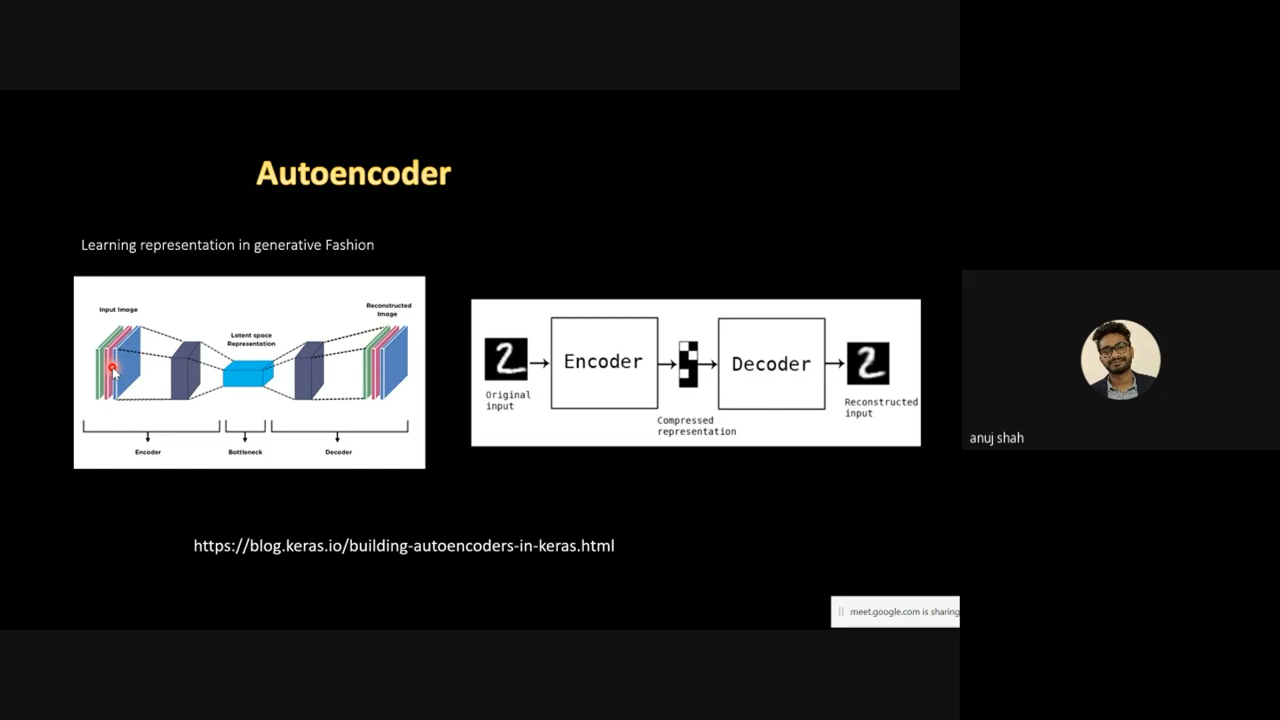 Autoencoder
Learning representation in generative Fashion
Input Image
Latent space
Representation
Reconstructed
Image
Encoder
Bottleneck
Decoder
2
Original
input
Encoder
Compressed
representation
Decoder
2
Reconstructed
input
https://blog.keras.io/building-autoencoders-in-keras.html
meet.google.com is sharing
anuj shah